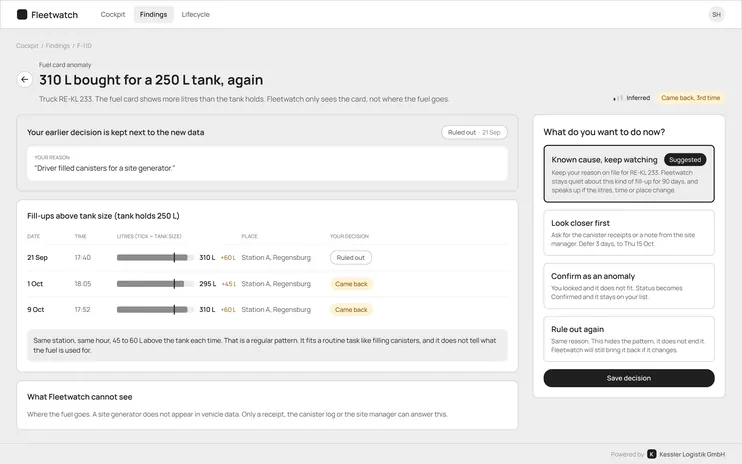 Fleetwatch
Cockpit
Findings
Lifecycle
SH
Cockpit / Findings / F-110
Fuel card anomaly
310 L bought for a 250 L tank, again
Truck RE-KL 233. The fuel card shows more litres than the tank holds. Fleetwatch only sees the card, not where the fuel goes.
Inferred
Came back, 3rd time
Your earlier decision is kept next to the new data
Ruled out · 21 Sep
YOUR REASON
"Driver filled canisters for a site generator."
Fill-ups above tank size (tank holds 250 L)
DATE TIME LITRES (TICK = TANK SIZE) PLACE YOUR DECISION
21 Sep 17:40 310 L +60 L Station A, Regensburg Ruled out
1 Oct 18:05 295 L +45 L Station A, Regensburg Came back
9 Oct 17:52 310 L +60 L Station A, Regensburg Came back
Same station, same hour, 45 to 60 L above the tank each time. That is a regular pattern. It fits a routine task like filling canisters, and it does not tell what
the fuel is used for.
What Fleetwatch cannot see
Where the fuel goes. A site generator does not appear in vehicle data. Only a receipt, the canister log or the site manager can answer this.
What do you want to do now?
Known cause, keep watching
Suggested
Keep your reason on file for RE-KL 233. Fleetwatch
stays quiet about this kind of fill-up for 90 days, and
speaks up if the litres, time or place change.
Look closer first
Ask for the canister receipts or a note from the site
manager. Defer 3 days, to Thu 15 Oct.
Confirm as an anomaly
You looked and it does not fit. Status becomes
Confirmed and it stays on your list.
Rule out again
Same reason. This hides the pattern, it does not end it.
Fleetwatch will still bring it back if it changes.
Save decision
Powered by K Kessler Logistik GmbH